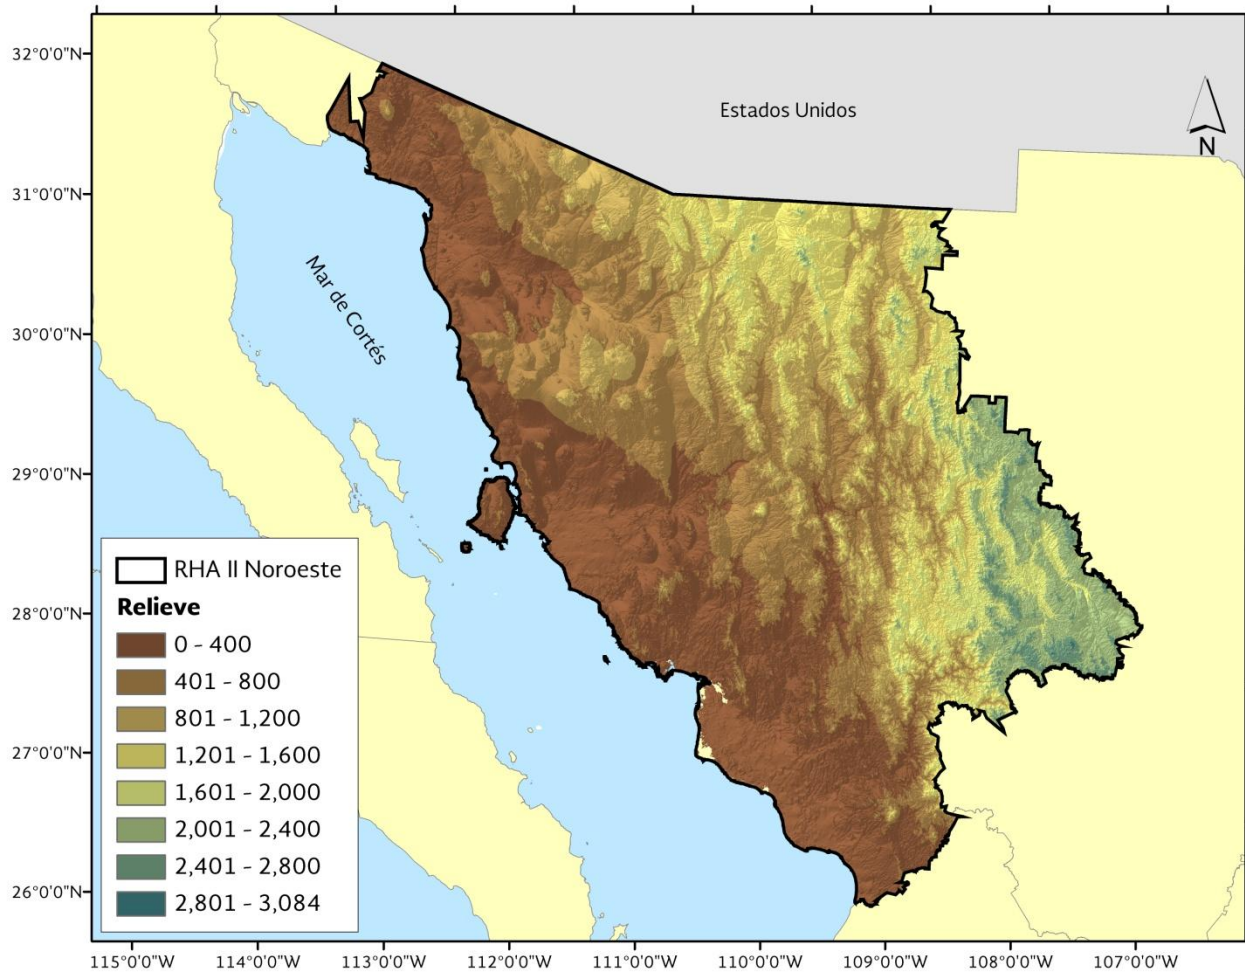 32°0'0"N
31°0'0"N
30°0'0"N
29°0'0"N
28°0'0"N
27°0'0"N
26°0'0"N
Estados Unidos
N
Mar de Cortés
RHA II Noroeste
Relieve
0 - 400
401 - 800
801 - 1,200
1,201 - 1,600
1,601 - 2,000
2,001 - 2,400
2,401 - 2,800
2,801 - 3,084
115°0'0"W 114°0'0"W 113°0'0"W 112°0'0"W 111°0'0"W 110°0'0"W 109°0'0"W 108°0'0"W 107°0'0"W